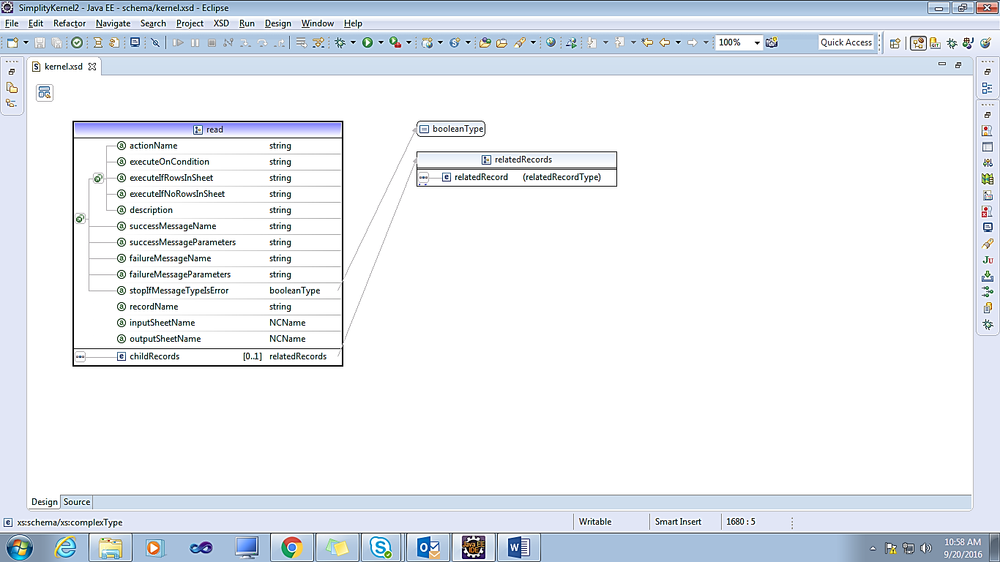 SimplityKernel2 - Java EE - schema/kernel.xsd - Eclipse
File Edit Refactor Navigate Search Project XSD Run Design Window Help
100% Quick Access
GIT
S kernel.xsd
read
a actionName string
a executeOnCondition string
a executeIfRowsInSheet string
a executeIfNoRowsInSheet string
a description string
a successMessageName string
a successMessageParameters string
a failureMessageName string
a failureMessageParameters string
a stopIfMessageTypeIsError booleanType
a recordName string
a inputSheetName NCName
a outputSheetName NCName
e childRecords [0..1] relatedRecords
booleanType
relatedRecords
e relatedRecord (relatedRecordType)
Ju
Design Source
e xs:schema/xs:complexType Writable Smart Insert 1680 : 5
Java EE
IDE
10:58 AM
9/20/2016